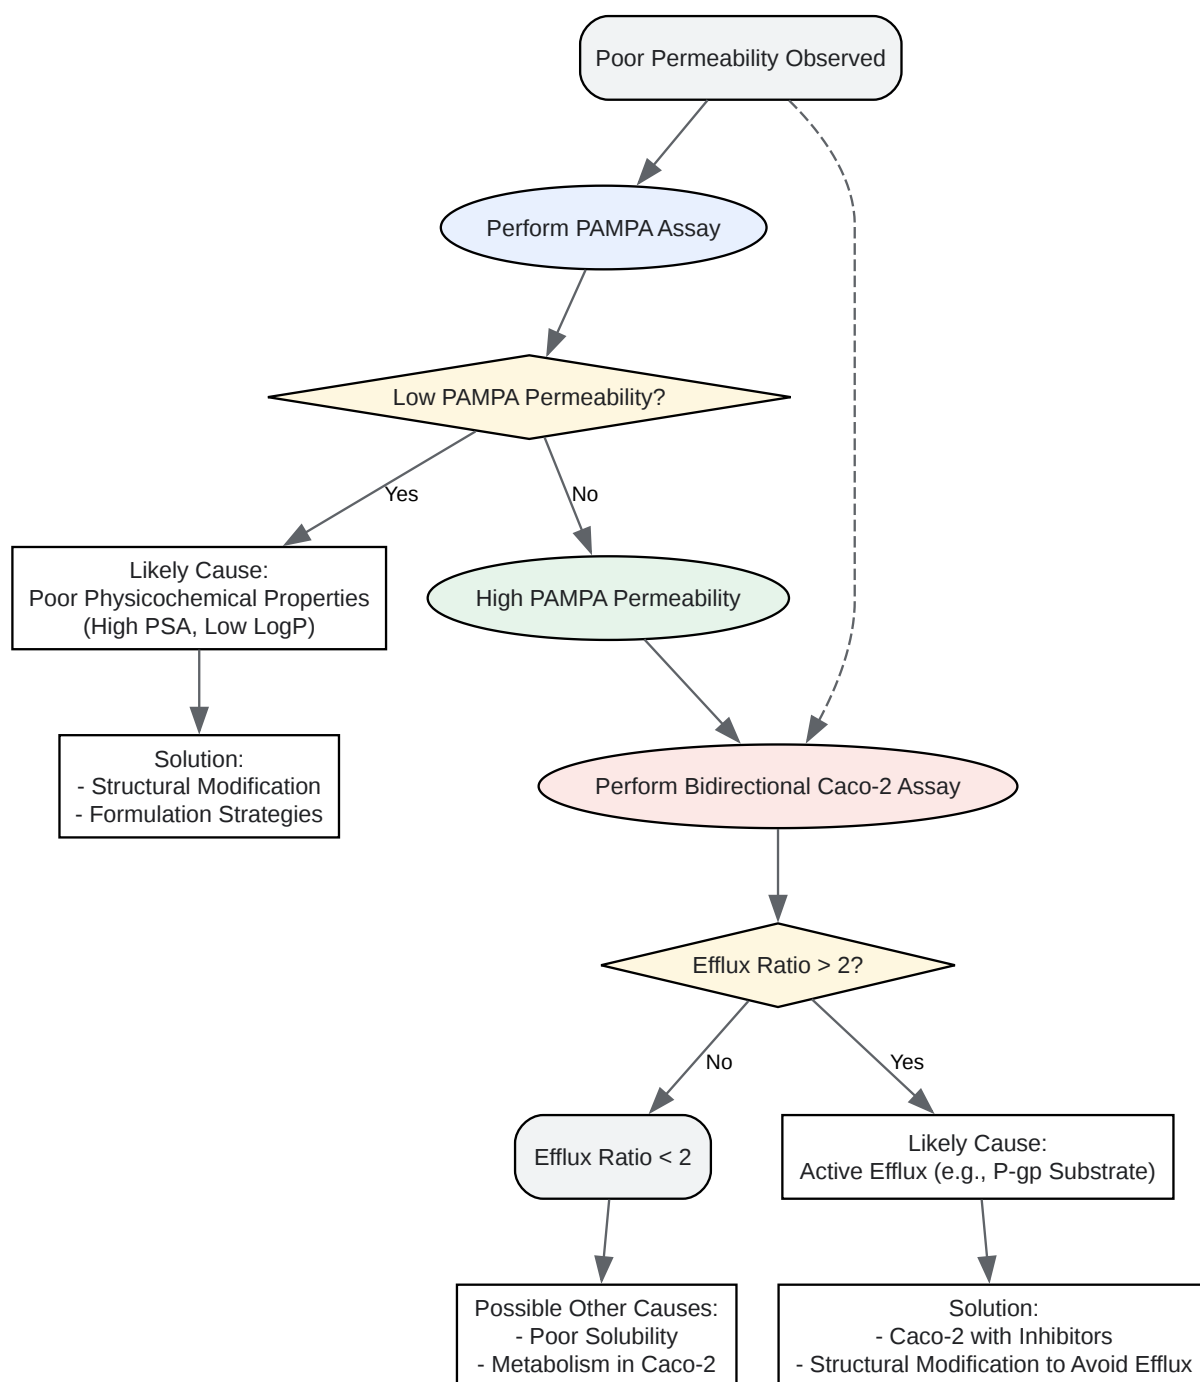 Poor Permeability Observed
Perform PAMPA Assay
Low PAMPA Permeability?
Yes
No
Likely Cause:
Poor Physicochemical Properties
(High PSA, Low LogP)
High PAMPA Permeability
Solution:
- Structural Modification
- Formulation Strategies
Perform Bidirectional Caco-2 Assay
Efflux Ratio > 2?
No
Yes
Efflux Ratio < 2
Likely Cause:
Active Efflux (e.g., P-gp Substrate)
Possible Other Causes:
- Poor Solubility
- Metabolism in Caco-2
Solution:
- Caco-2 with Inhibitors
- Structural Modification to Avoid Efflux